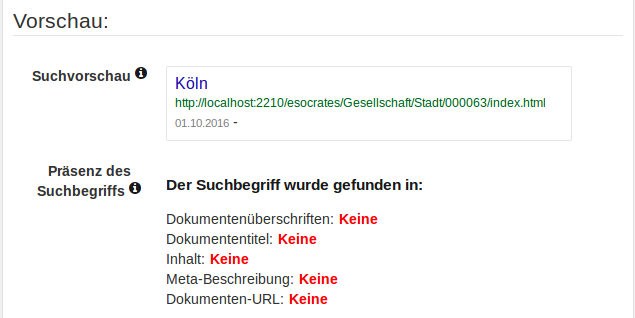 Vorschau:
Suchvorschau
Köln
http://localhost:2210/esocrates/Gesellschaft/Stadt/000063/index.html
01.10.2016 -
Präsenz des
Suchbegriffs
Der Suchbegriff wurde gefunden in:
Dokumentenüberschriften: Keine
Dokumententitel: Keine
Inhalt: Keine
Meta-Beschreibung: Keine
Dokumenten-URL: Keine